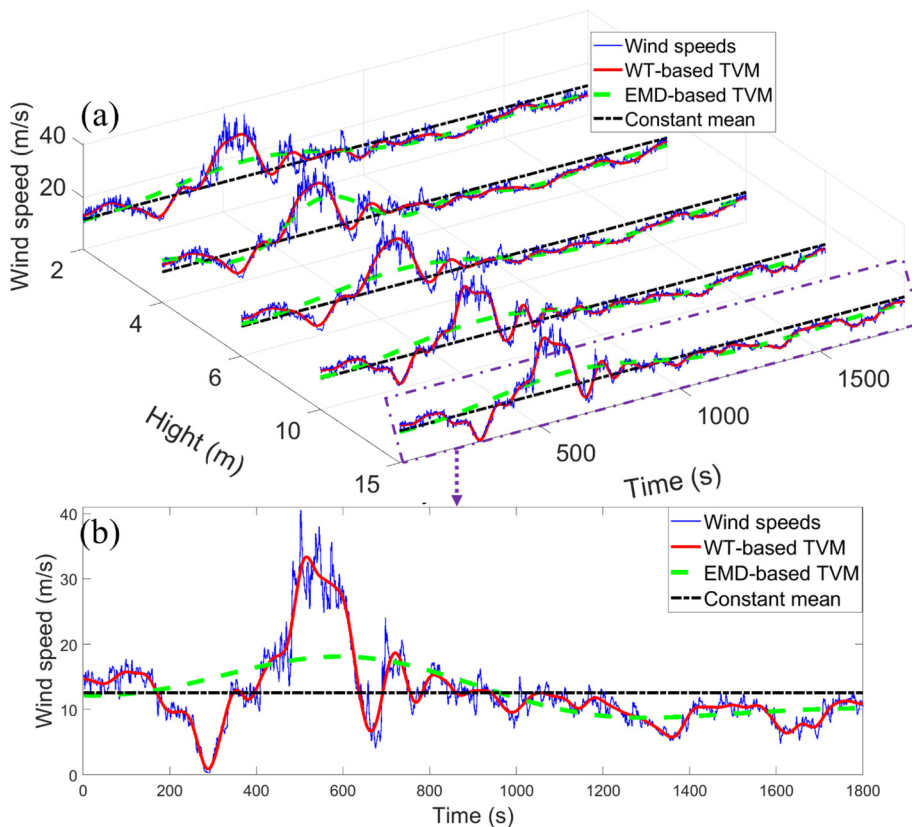 (a)
Wind speeds
WT-based TVM
EMD-based TVM
Constant mean
Wind speed (m/s)
40
20
2
4
6
10
15
Hight (m)
500
1000
1500
Time (s)
(b)
Wind speeds
WT-based TVM
EMD-based TVM
Constant mean
Wind speed (m/s)
40
30
20
10
0
0 200 400 600 800 1000 1200 1400 1600 1800
Time (s)